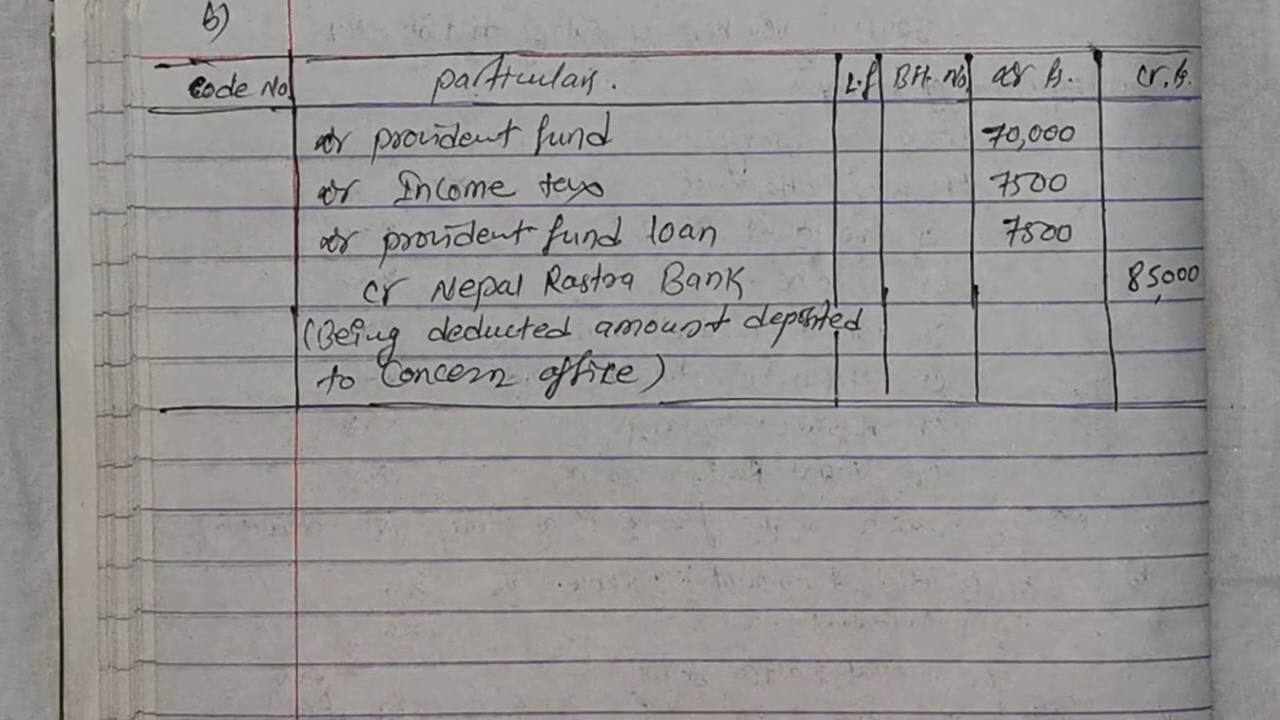 b)
Code No. particulars. L.f B.H. No. dr Rs. cr. Rs.
dr provident fund 70,000
dr Income tax 7500
dr provident fund loan 7500
cr Nepal Rastra Bank 85000
(Being deducted amount deposited
to Concern office)